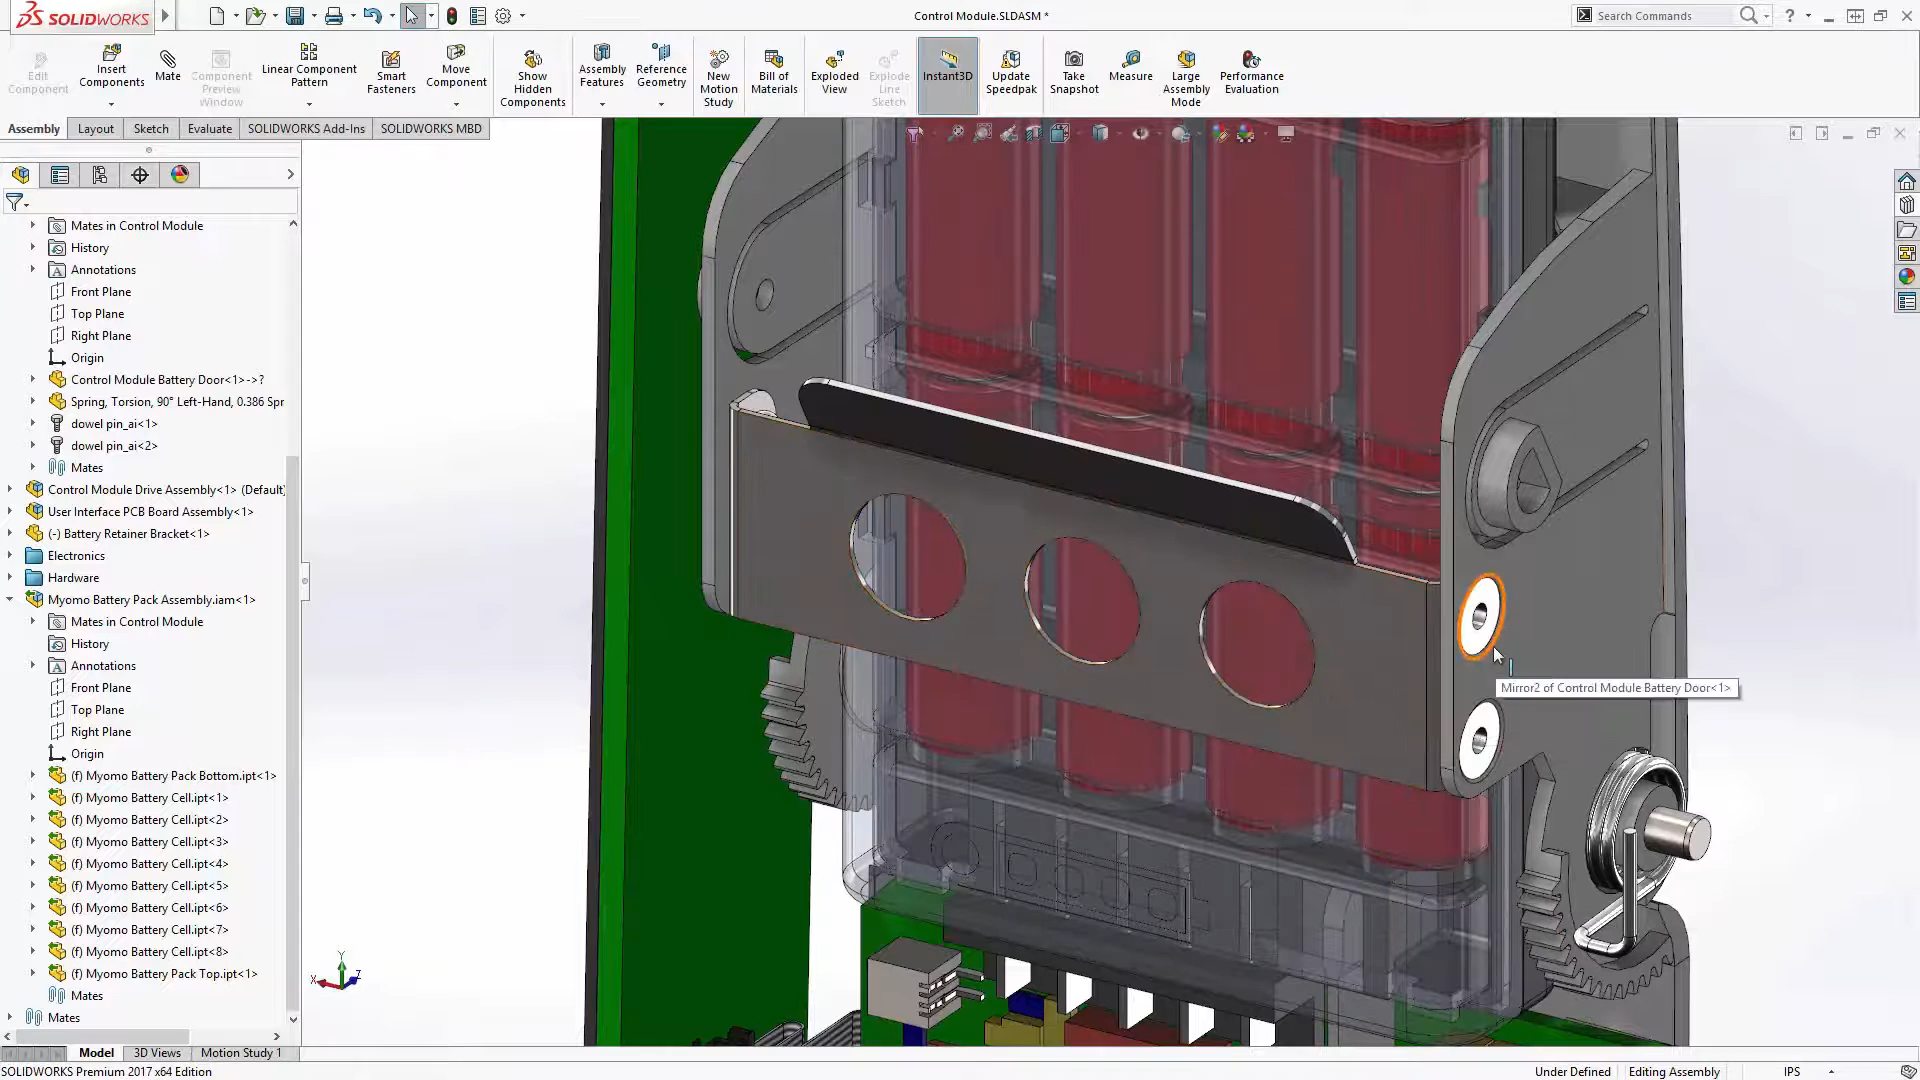 SOLIDWORKS
Control Module.SLDASM *
Search Commands
?
Edit
Component
Insert
Components
Mate
Component
Preview
Window
Linear Component
Pattern
Smart
Fasteners
Move
Component
Show
Hidden
Components
Assembly
Features
Reference
Geometry
New
Motion
Study
Bill of
Materials
Exploded
View
Explode
Line
Sketch
Instant3D
Update
Speedpak
Take
Snapshot
Measure
Large
Assembly
Mode
Performance
Evaluation
Assembly
Layout
Sketch
Evaluate
SOLIDWORKS Add-Ins
SOLIDWORKS MBD
Mates in Control Module
History
Annotations
Front Plane
Top Plane
Right Plane
Origin
Control Module Battery Door<1>->?
Spring, Torsion, 90° Left-Hand, 0.386 Spr
dowel pin_ai<1>
dowel pin_ai<2>
Mates
Control Module Drive Assembly<1> (Default)
User Interface PCB Board Assembly<1>
(-) Battery Retainer Bracket<1>
Electronics
Hardware
Myomo Battery Pack Assembly.iam<1>
Mates in Control Module
History
Annotations
Front Plane
Top Plane
Right Plane
Origin
(f) Myomo Battery Pack Bottom.ipt<1>
(f) Myomo Battery Cell.ipt<1>
(f) Myomo Battery Cell.ipt<2>
(f) Myomo Battery Cell.ipt<3>
(f) Myomo Battery Cell.ipt<4>
(f) Myomo Battery Cell.ipt<5>
(f) Myomo Battery Cell.ipt<6>
(f) Myomo Battery Cell.ipt<7>
(f) Myomo Battery Cell.ipt<8>
(f) Myomo Battery Pack Top.ipt<1>
Mates
Mates
Mirror2 of Control Module Battery Door<1>
Y
X
Z
Model
3D Views
Motion Study 1
SOLIDWORKS Premium 2017 x64 Edition
Under Defined
Editing Assembly
IPS